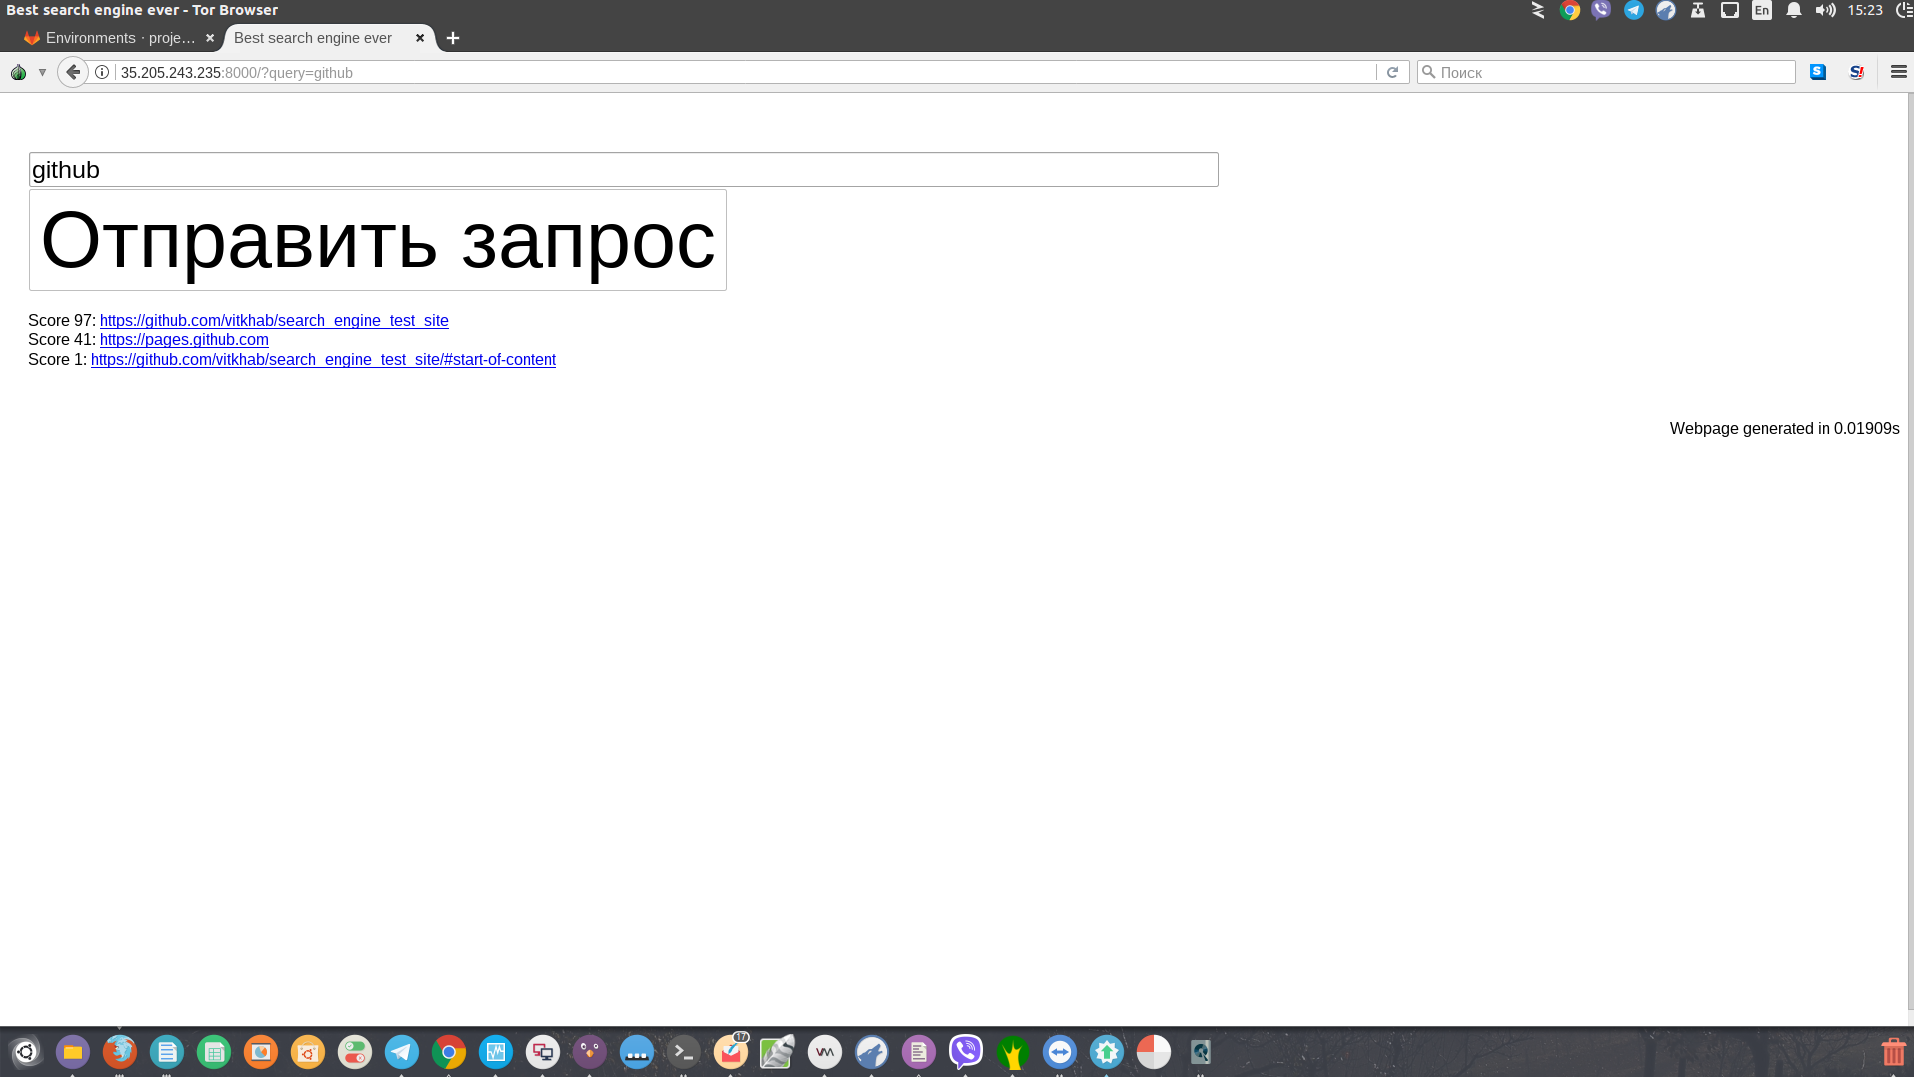 Best search engine ever - Tor Browser
En
15:23
Environments · proje...
Best search engine ever
35.205.243.235:8000/?query=github
Поиск
github
Отправить запрос
Score 97: https://github.com/vitkhab/search_engine_test_site
Score 41: https://pages.github.com
Score 1: https://github.com/vitkhab/search_engine_test_site/#start-of-content
Webpage generated in 0.01909s
17